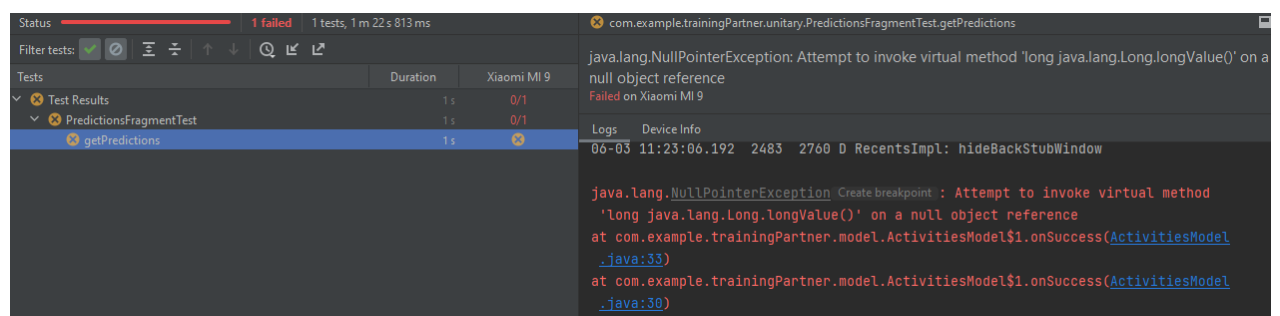 Status 1 failed 1 tests, 1 m 22 s 813 ms
Filter tests:
Tests Duration Xiaomi MI 9
Test Results 1 s 0/1
PredictionsFragmentTest 1 s 0/1
getPredictions 1 s
com.example.trainingPartner.unitary.PredictionsFragmentTest.getPredictions
java.lang.NullPointerException: Attempt to invoke virtual method 'long java.lang.Long.longValue()' on a
null object reference
Failed on Xiaomi MI 9
Logs Device Info
06-03 11:23:06.192 2483 2760 D RecentsImpl: hideBackStubWindow
java.lang.NullPointerException Create breakpoint : Attempt to invoke virtual method
'long java.lang.Long.longValue()' on a null object reference
at com.example.trainingPartner.model.ActivitiesModel$1.onSuccess(ActivitiesModel
.java:33)
at com.example.trainingPartner.model.ActivitiesModel$1.onSuccess(ActivitiesModel
.java:30)